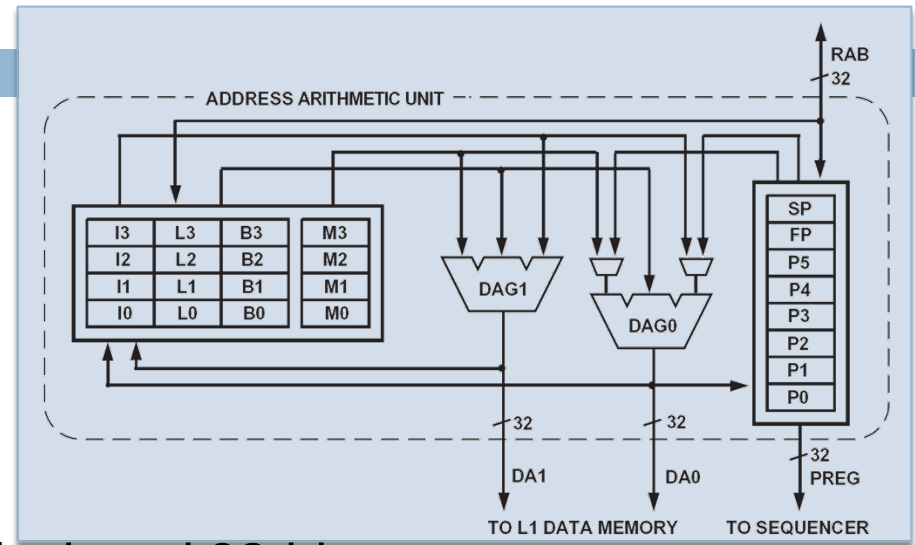 RAB
32
ADDRESS ARITHMETIC UNIT
I3 L3 B3 M3
I2 L2 B2 M2
I1 L1 B1 M1
I0 L0 B0 M0
DAG1
DAG0
SP
FP
P5
P4
P3
P2
P1
P0
32
32
32
DA1
DA0
PREG
TO L1 DATA MEMORY
TO SEQUENCER